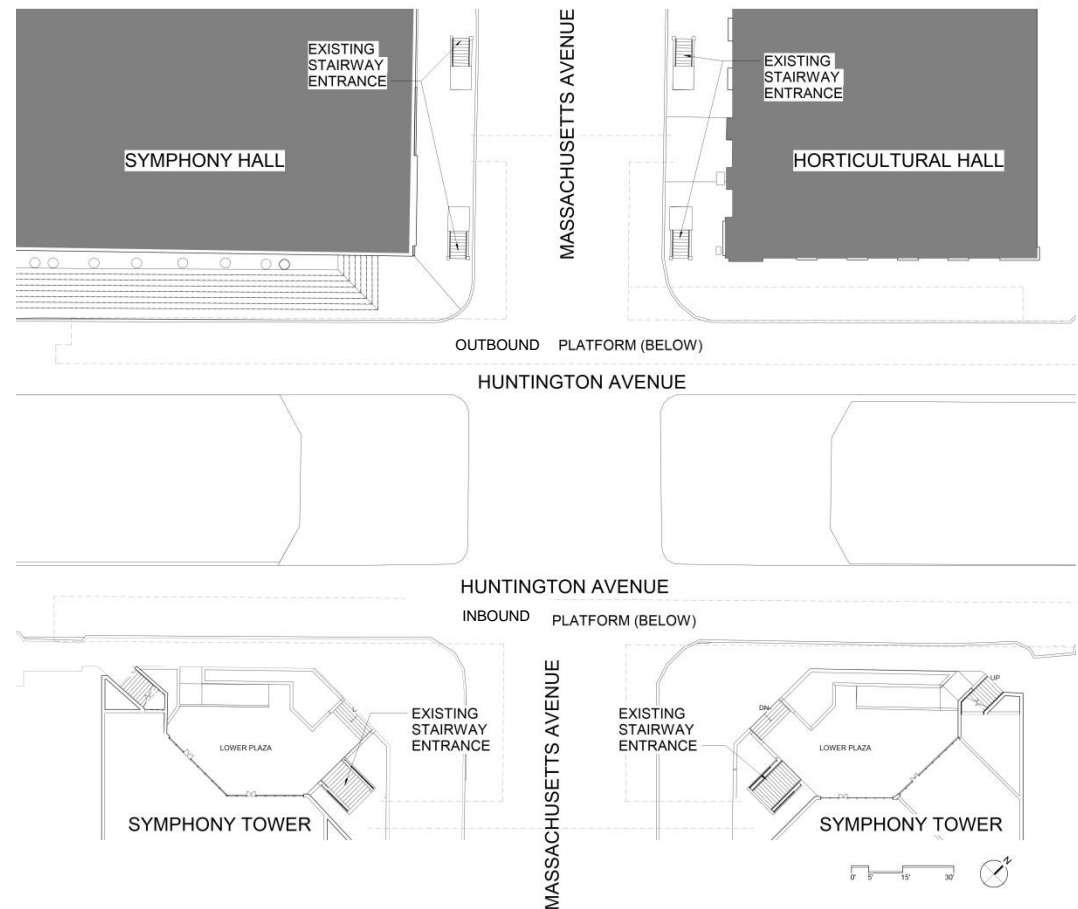 EXISTING
STAIRWAY
ENTRANCE
MASSACHUSETTS AVENUE
EXISTING
STAIRWAY
ENTRANCE
SYMPHONY HALL
HORTICULTURAL HALL
OUTBOUND PLATFORM (BELOW)
HUNTINGTON AVENUE
HUNTINGTON AVENUE
INBOUND PLATFORM (BELOW)
MASSACHUSETTS AVENUE
UP
DN
EXISTING
STAIRWAY
ENTRANCE
EXISTING
STAIRWAY
ENTRANCE
LOWER PLAZA
LOWER PLAZA
SYMPHONY TOWER
SYMPHONY TOWER
N
0' 5' 15' 30'